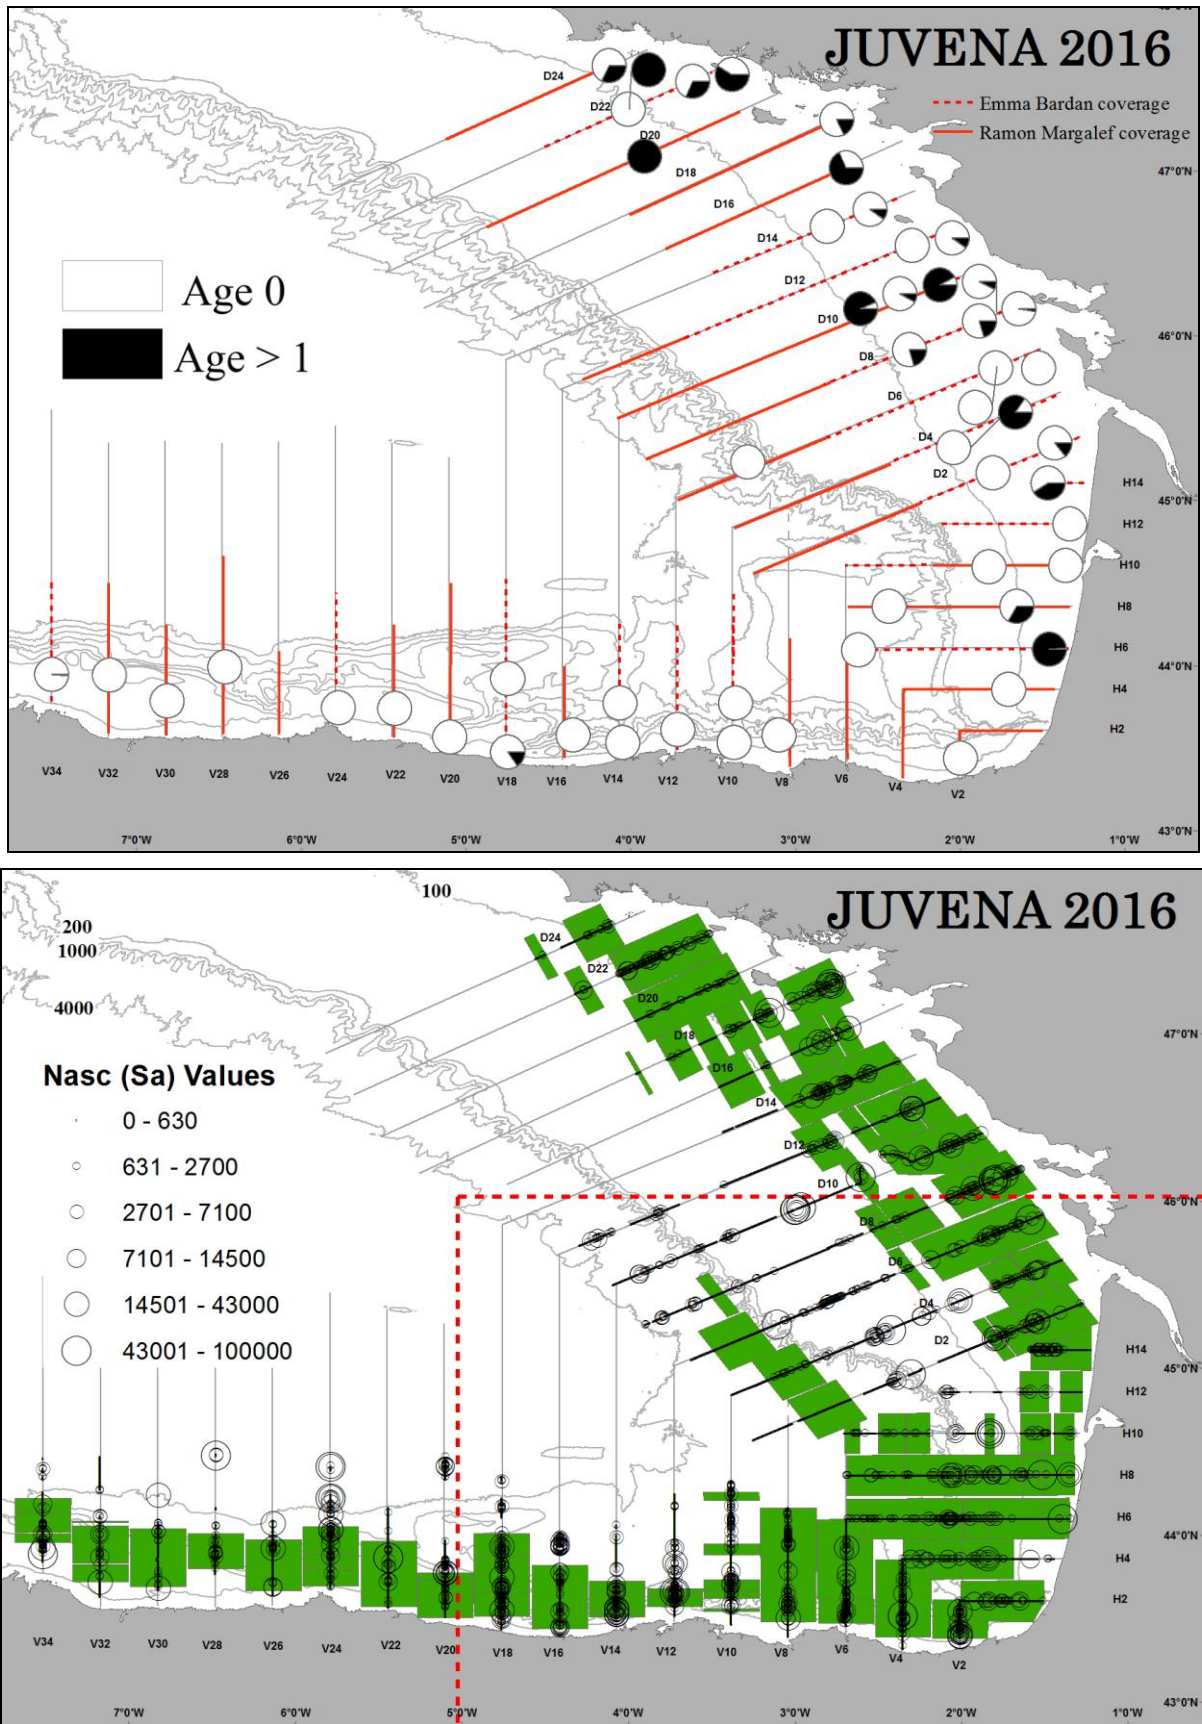 JUVENA 2016
Emma Bardan coverage
Ramon Margalef coverage
Age 0
Age > 1
D24
D22
D20
D18
D16
D14
D12
D10
D8
D6
D4
D2
H14
H12
H10
H8
H6
H4
H2
47°0'N
46°0'N
45°0'N
44°0'N
43°0'N
V34
V32
V30
V28
V26
V24
V22
V20
V18
V16
V14
V12
V10
V8
V6
V4
V2
7°0'W
6°0'W
5°0'W
4°0'W
3°0'W
2°0'W
1°0'W
JUVENA 2016
100
200
1000
4000
Nasc (Sa) Values
0 - 630
631 - 2700
2701 - 7100
7101 - 14500
14501 - 43000
43001 - 100000
D24
D22
D20
D18
D16
D14
D12
D10
D8
D6
D4
D2
H14
H12
H10
H8
H6
H4
H2
47°0'N
46°0'N
45°0'N
44°0'N
43°0'N
V34
V32
V30
V28
V26
V24
V22
V20
V18
V16
V14
V12
V10
V8
V6
V4
V2
7°0'W
6°0'W
5°0'W
4°0'W
3°0'W
2°0'W
1°0'W